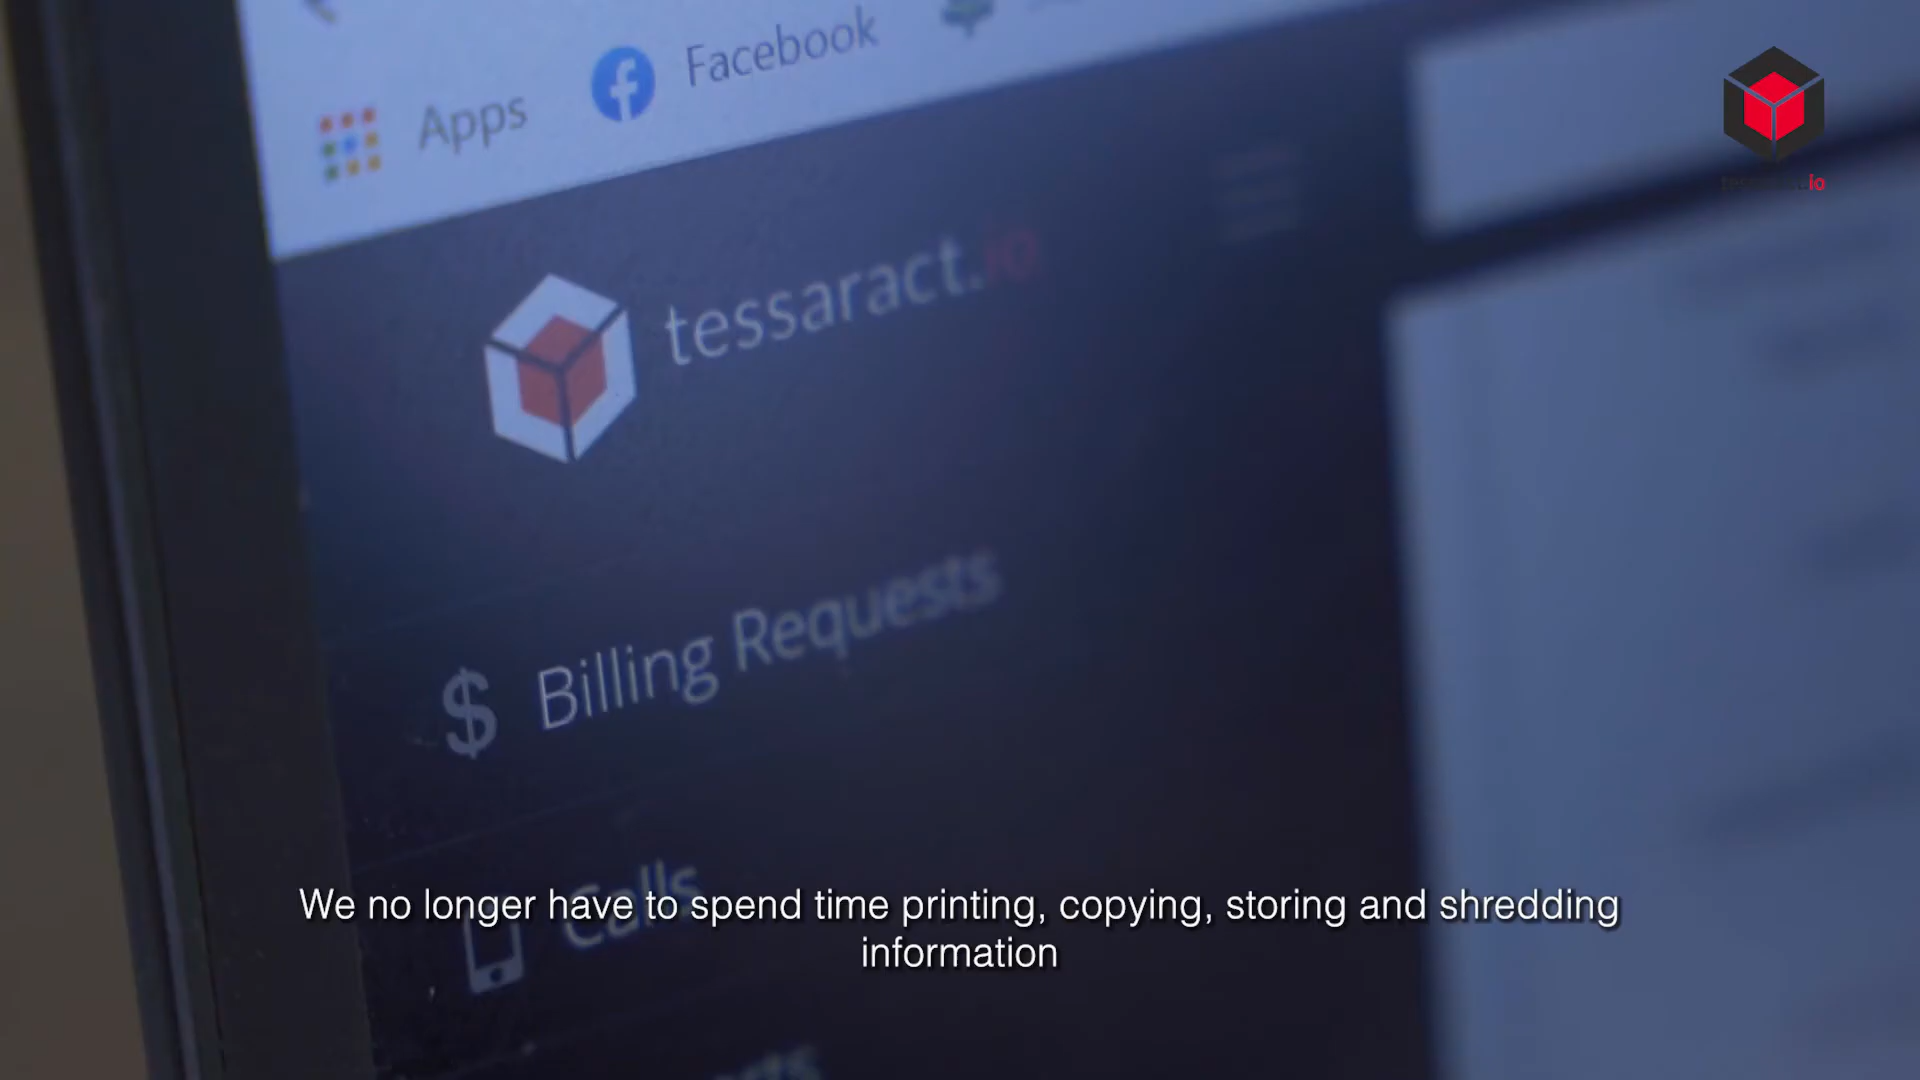 Apps
Facebook
tessaract.io
Billing Requests
Calls
We no longer have to spend time printing, copying, storing and shredding
information